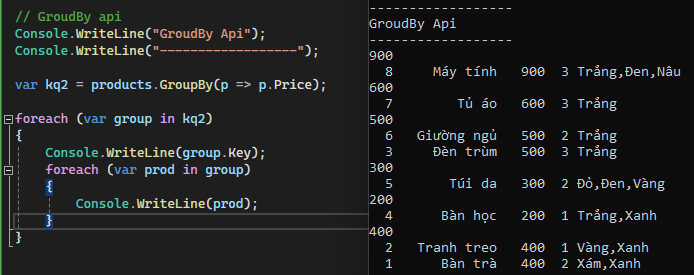 // GroudBy api
Console.WriteLine("GroudBy Api");
Console.WriteLine("------------------");
var kq2 = products.GroupBy(p => p.Price);
foreach (var group in kq2)
{
Console.WriteLine(group.Key);
foreach (var prod in group)
{
Console.WriteLine(prod);
}
}
-------------------
GroudBy Api
-------------------
900
8 Máy tính 900 3 Trắng,Đen,Nâu
600
7 Tủ áo 600 3 Trắng
500
6 Giường ngủ 500 2 Trắng
3 Đèn trùm 500 3 Trắng
300
5 Túi da 300 2 Đỏ,Đen,Vàng
200
4 Bàn học 200 1 Trắng,Xanh
400
2 Tranh treo 400 1 Vàng,Xanh
1 Bàn trà 400 2 Xám,Xanh